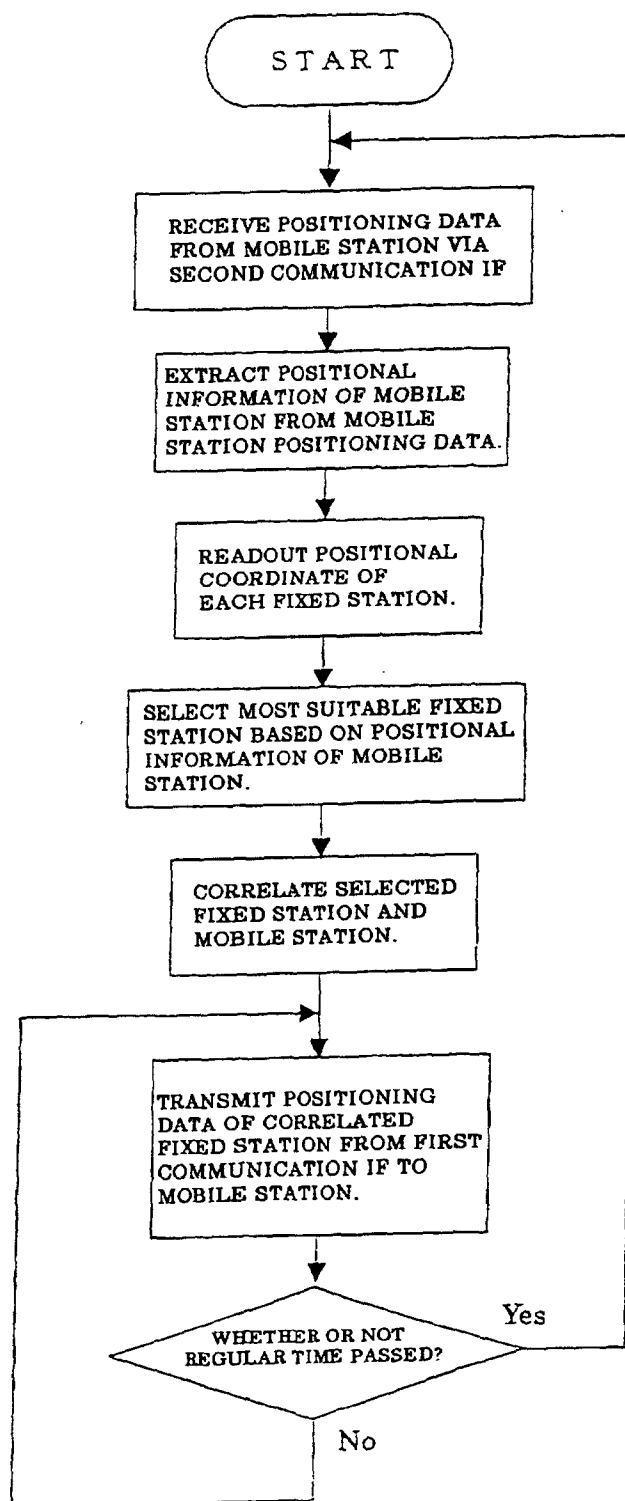 START
RECEIVE POSITIONING DATA
FROM MOBILE STATION VIA
SECOND COMMUNICATION IF
EXTRACT POSITIONAL
INFORMATION OF MOBILE
STATION FROM MOBILE
STATION POSITIONING DATA.
READOUT POSITIONAL
COORDINATE OF
EACH FIXED STATION.
SELECT MOST SUITABLE FIXED
STATION BASED ON POSITIONAL
INFORMATION OF MOBILE
STATION.
CORRELATE SELECTED
FIXED STATION AND
MOBILE STATION.
TRANSMIT POSITIONING
DATA OF CORRELATED
FIXED STATION FROM FIRST
COMMUNICATION IF TO
MOBILE STATION.
Yes
WHETHER OR NOT
REGULAR TIME PASSED?
No